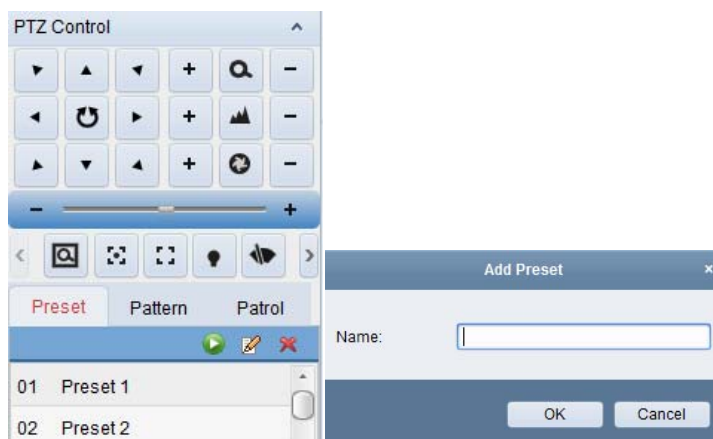 PTZ Control
Preset Pattern Patrol
01 Preset 1
02 Preset 2
Add Preset
Name:
OK Cancel